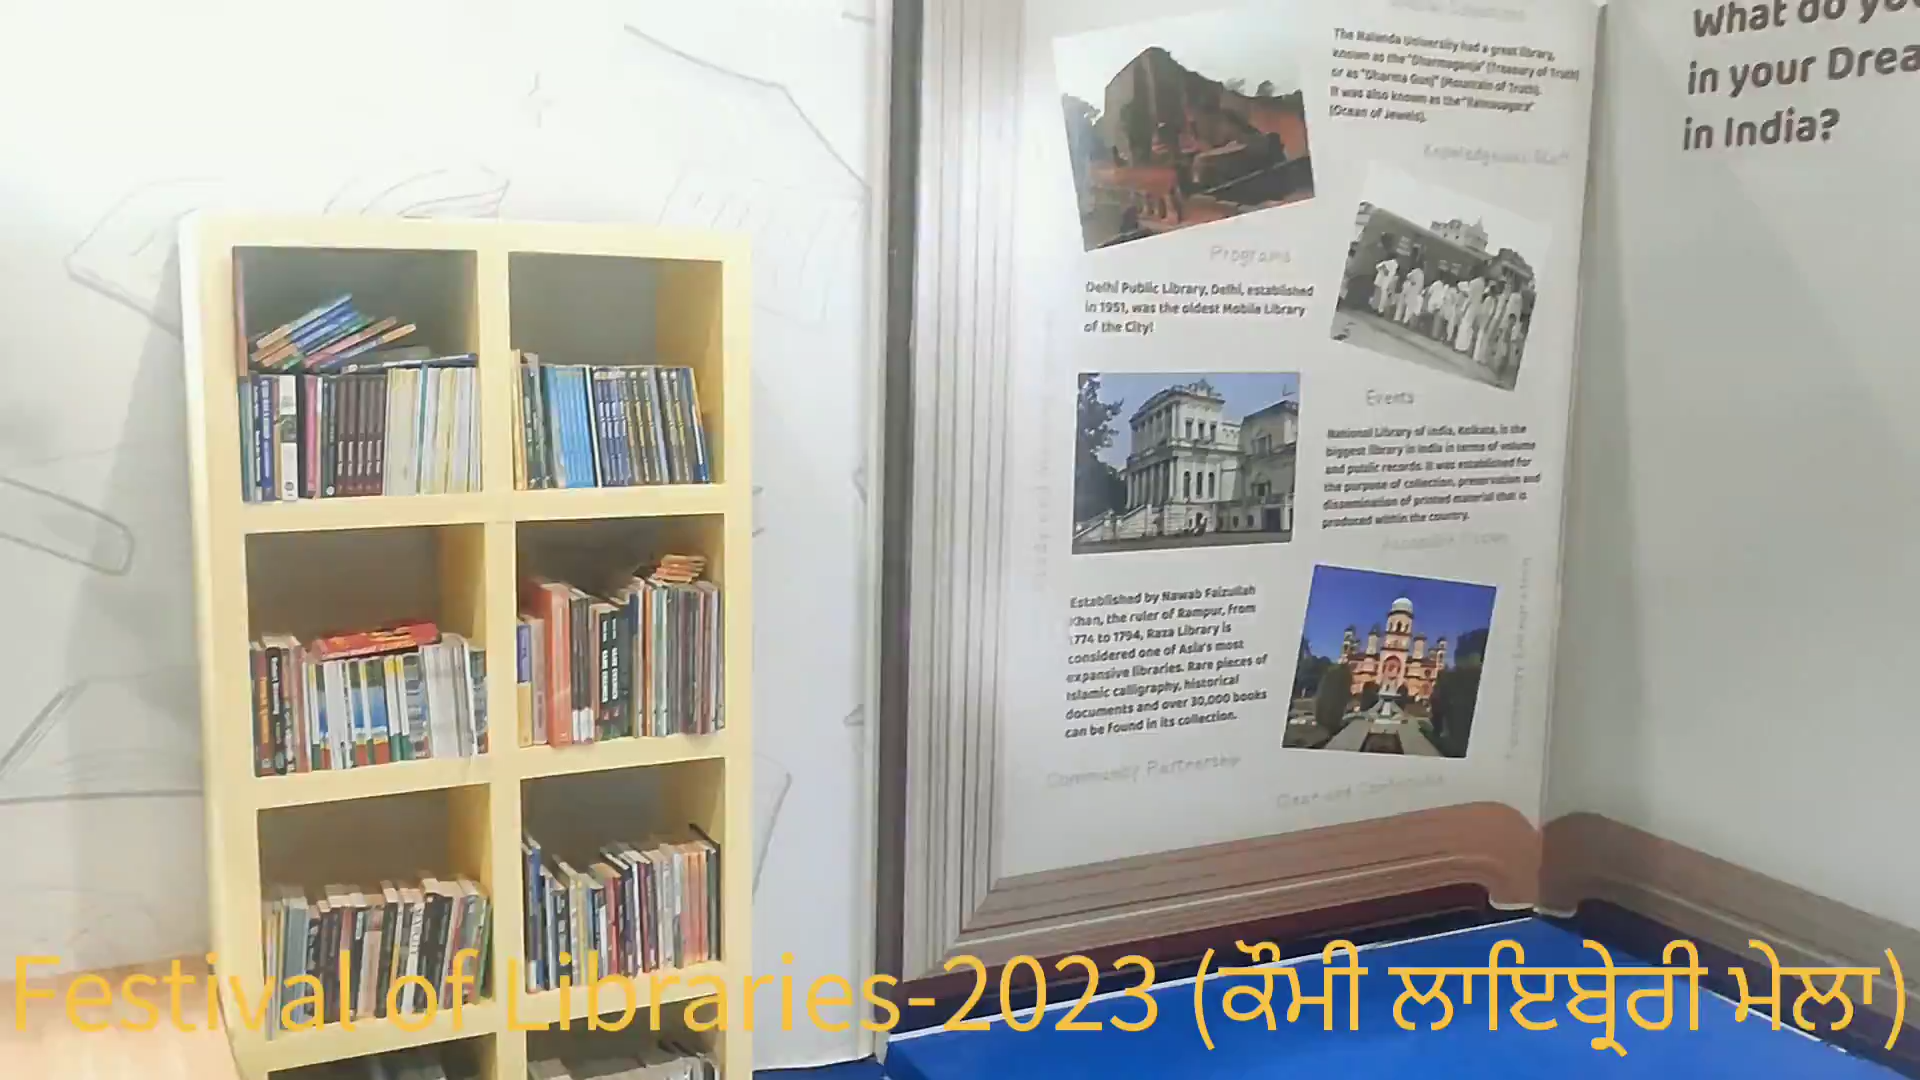 What do
in your
in India?
The Nalanda University had a great library,
known as the "Dharmaganja" (Treasury of Truth)
or as "Dharma Gunj" (Mountain of Truth).
It was also known as the
(Ocean of Jewels).
Programs
Delhi Public Library, Delhi, established
in 1951, was the oldest Mobile Library
of the City!
Events
National Library of India, Kolkata, is the
biggest library in India in terms of volume
and public records. It was established for
the purpose of collection, preservation and
dissemination of printed material that is
produced within the country.
Established by Nawab Faizullah
Khan, the ruler of Rampur, from
1774 to 1794, Raza Library is
considered one of Asia's most
expansive libraries. Rare pieces of
Islamic calligraphy, historical
documents and over 30,000 books
can be found in its collection.
Community Partnership
Festival of Libraries-2023 (ਕੌਮੀ ਲਾਇਬ੍ਰੇਰੀ ਮੇਲਾ)